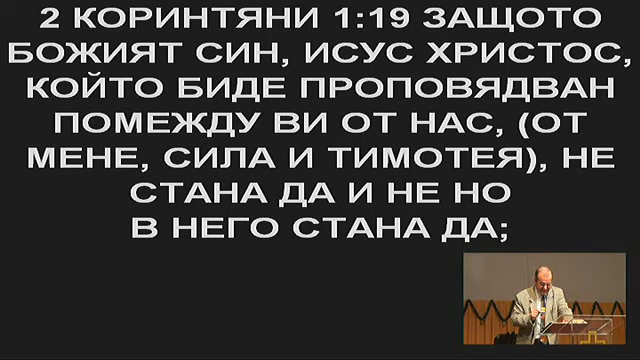 2 КОРИНТЯНИ 1:19 ЗАЩОТО
БОЖИЯТ СИН, ИСУС ХРИСТОС,
КОЙТО БИДЕ ПРОПОВЯДВАН
ПОМЕЖДУ ВИ ОТ НАС, (ОТ
МЕНЕ, СИЛА И ТИМОТЕЯ), НЕ
СТАНА ДА И НЕ НО
В НЕГО СТАНА ДА;